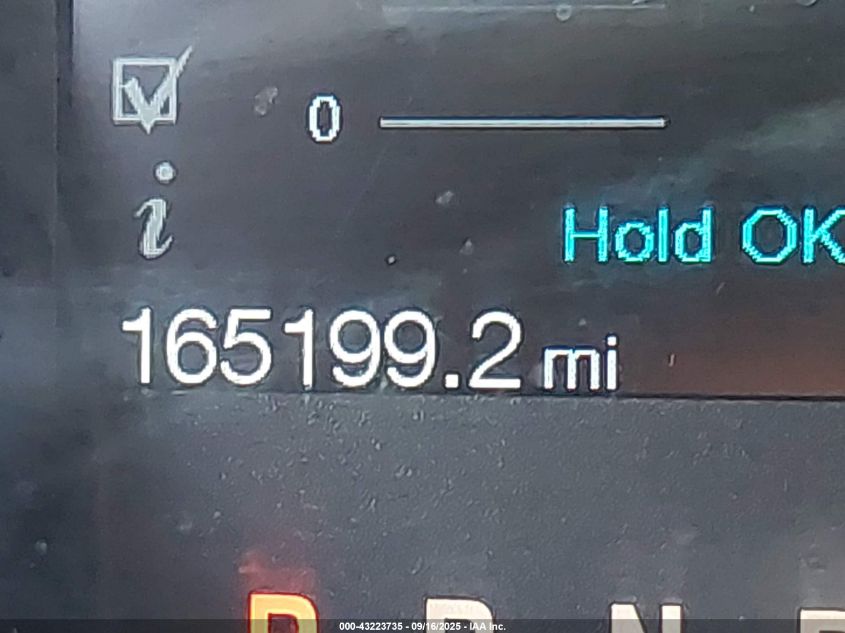 0
Hold OK
165199.2 mi
P R N D
000-43223735 - 09/16/2025 - IAA Inc.